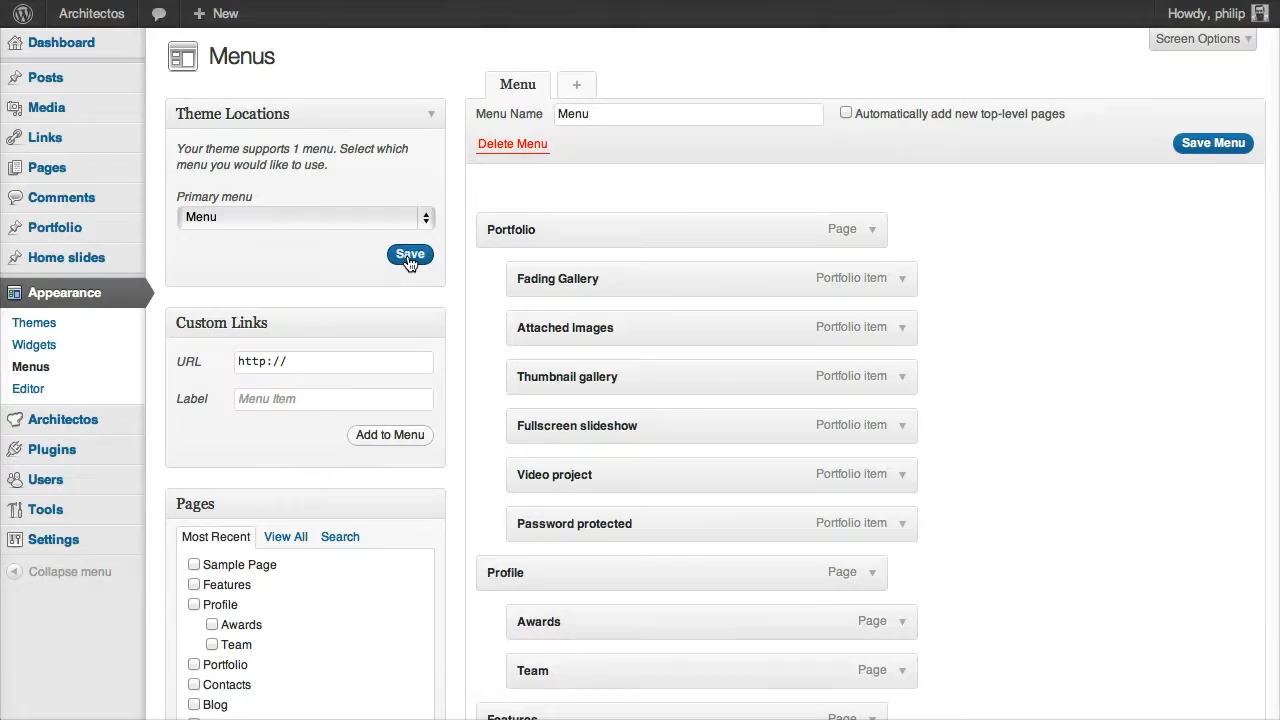 Architectos
+ New
Howdy, philip
Screen Options
Dashboard
Posts
Media
Links
Pages
Comments
Portfolio
Home slides
Appearance
Themes
Widgets
Menus
Editor
Architectos
Plugins
Users
Tools
Settings
Collapse menu
Menus
Theme Locations
Your theme supports 1 menu. Select which
menu you would like to use.
Primary menu
Menu
Save
Custom Links
URL http://
Label Menu Item
Add to Menu
Pages
Most Recent View All Search
Sample Page
Features
Profile
Awards
Team
Portfolio
Contacts
Blog
Menu +
Menu Name Menu Automatically add new top-level pages
Delete Menu Save Menu
Portfolio Page
Fading Gallery Portfolio item
Attached Images Portfolio item
Thumbnail gallery Portfolio item
Fullscreen slideshow Portfolio item
Video project Portfolio item
Password protected Portfolio item
Profile Page
Awards Page
Team Page
Features Page